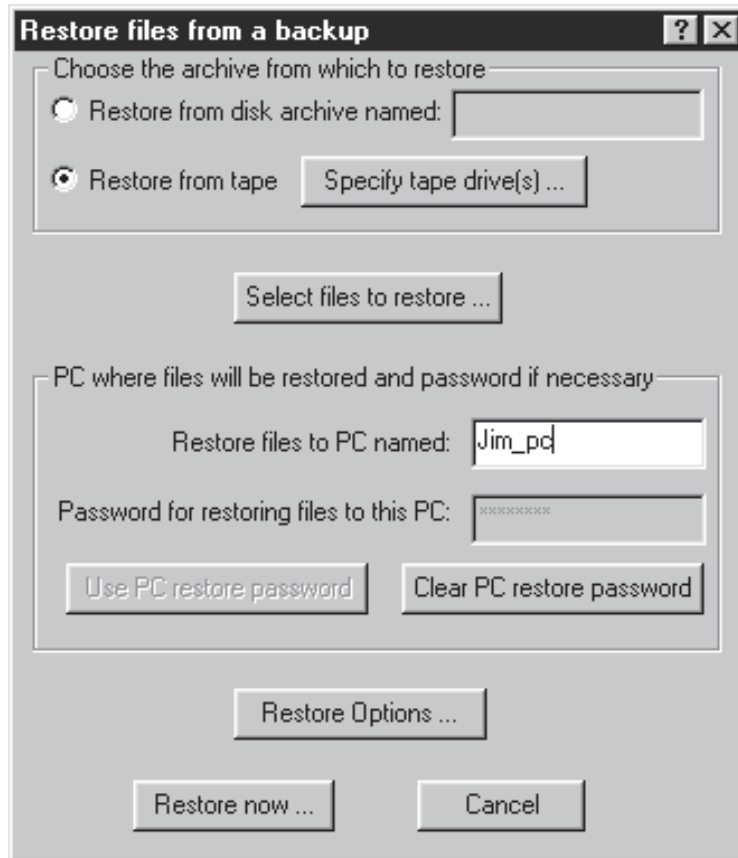 Restore files from a backup
Choose the archive from which to restore
Restore from disk archive named:
Restore from tape
Specify tape drive(s) ...
Select files to restore ...
PC where files will be restored and password if necessary
Restore files to PC named:
Jim_pc
Password for restoring files to this PC:
********
Use PC restore password
Clear PC restore password
Restore Options ...
Restore now ...
Cancel